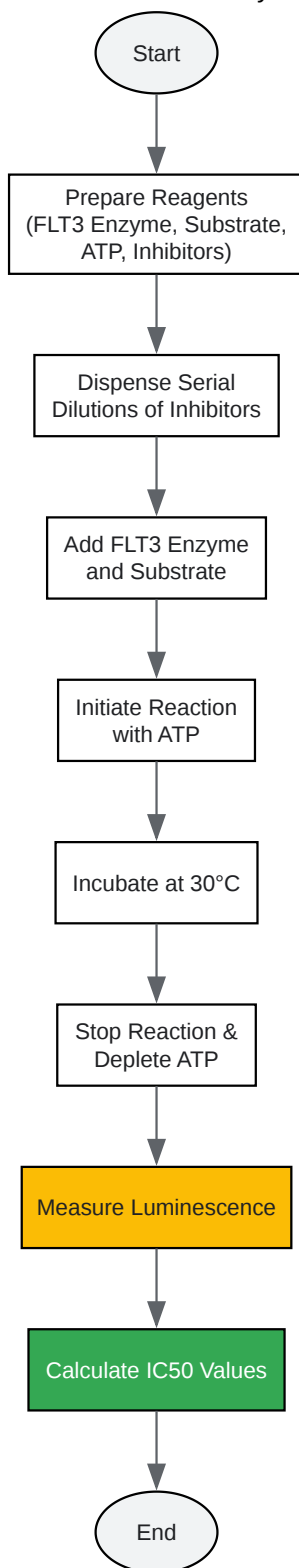 Start
Prepare Reagents
(FLT3 Enzyme, Substrate,
ATP, Inhibitors)
Dispense Serial
Dilutions of Inhibitors
Add FLT3 Enzyme
and Substrate
Initiate Reaction
with ATP
Incubate at 30°C
Stop Reaction &
Deplete ATP
Measure Luminescence
Calculate IC50 Values
End